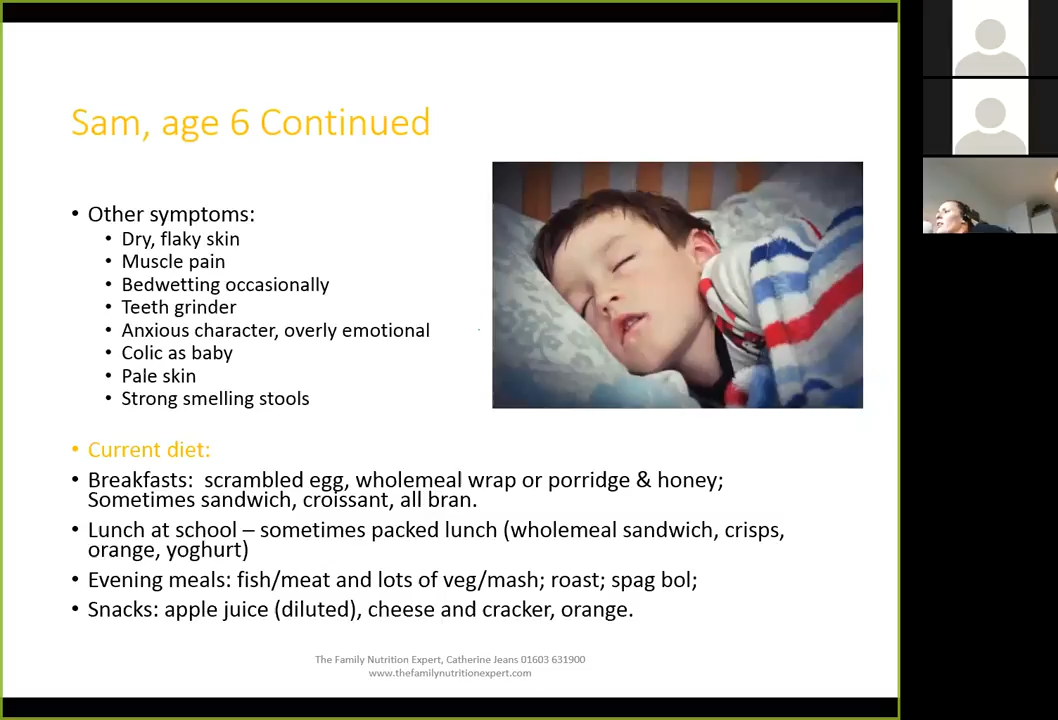 Sam, age 6 Continued
• Other symptoms:
• Dry, flaky skin
• Muscle pain
• Bedwetting occasionally
• Teeth grinder
• Anxious character, overly emotional
• Colic as baby
• Pale skin
• Strong smelling stools
• Current diet:
• Breakfasts:  scrambled egg, wholemeal wrap or porridge & honey;
Sometimes sandwich, croissant, all bran.
• Lunch at school – sometimes packed lunch (wholemeal sandwich, crisps,
orange, yoghurt)
• Evening meals: fish/meat and lots of veg/mash; roast; spag bol;
• Snacks: apple juice (diluted), cheese and cracker, orange.
The Family Nutrition Expert, Catherine Jeans 01603 631900
www.thefamilynutritionexpert.com